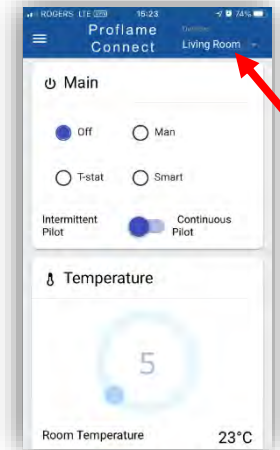 ROGERS LTE 15:23 74%
Proflame
Connect
Living Room
Main
Off Man
T-stat Smart
Intermittent Continuous
Pilot Pilot
Temperature
5
Room Temperature 23°C